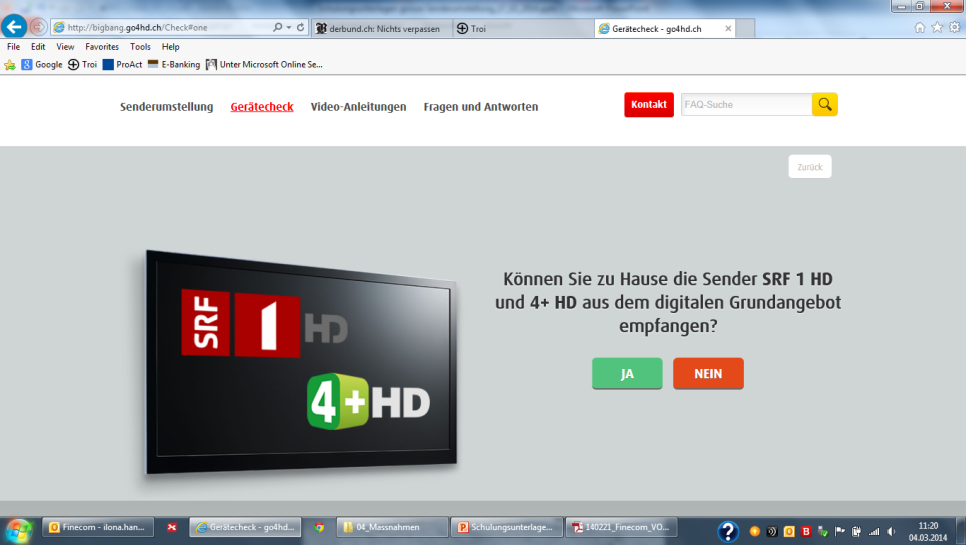 http://bigbang.go4hd.ch/Check#one
derbund.ch: Nichts verpassen
Troi
Gerätecheck - go4hd.ch
File Edit View Favorites Tools Help
Google Troi ProAct E-Banking Unter Microsoft Online Se...
Senderumstellung Gerätecheck Video-Anleitungen Fragen und Antworten Kontakt FAQ-Suche
Zurück
SRF 1 HD
4+ HD
Können Sie zu Hause die Sender SRF 1 HD
und 4+ HD aus dem digitalen Grundangebot
empfangen?
JA NEIN
Finecom - ilona.han... Gerätecheck - go4hd... 04_Massnahmen Schulungsunterlage... 140221_Finecom_VO...
11:20
04.03.2014